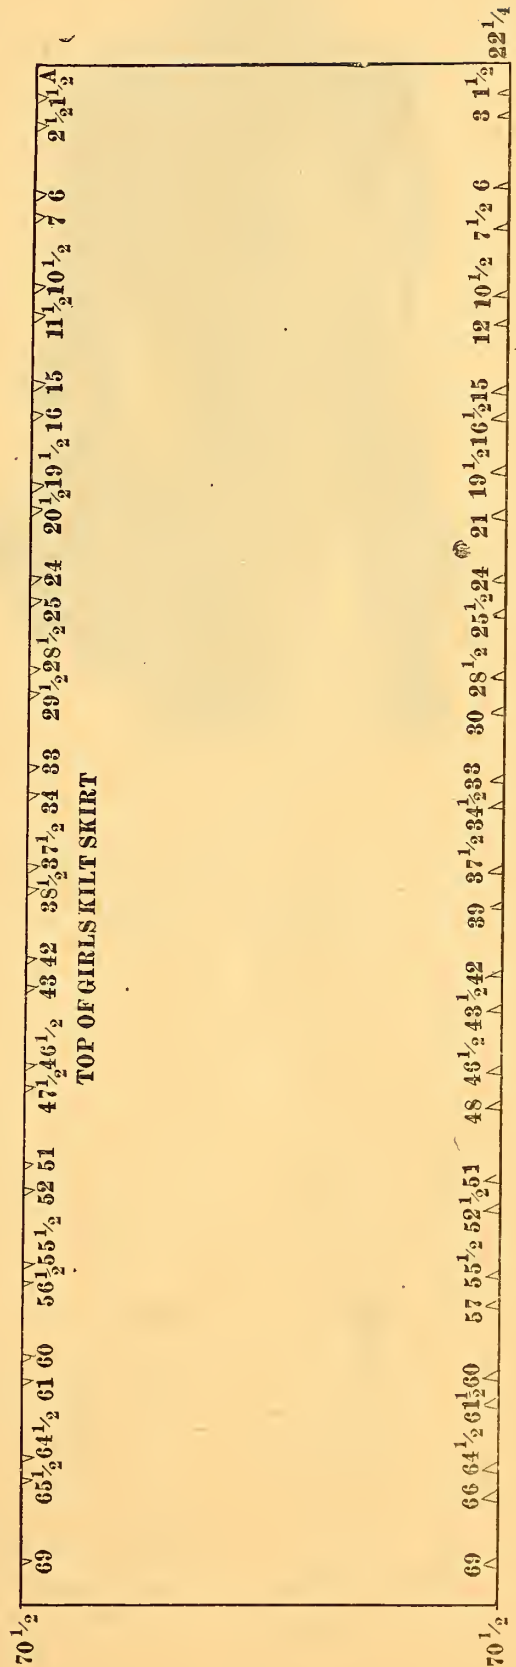 70½ 69 65½ 64½ 61 60 56½ 55½ 52 51 47½ 46½ 43 42 38½ 37½ 34 33 29½ 28½ 25 24 20½ 19½ 16 15 11½ 10½ 7 6 2½ 1½ A
TOP OF GIRLS KILT SKIRT
70½ 69 66 64½ 61½ 60 57 55½ 52½ 51 48 46½ 43½ 42 39 37½ 34½ 33 30 28½ 25½ 24 21 19½ 16½ 15 12 10½ 7½ 6 3 1½ 22¼